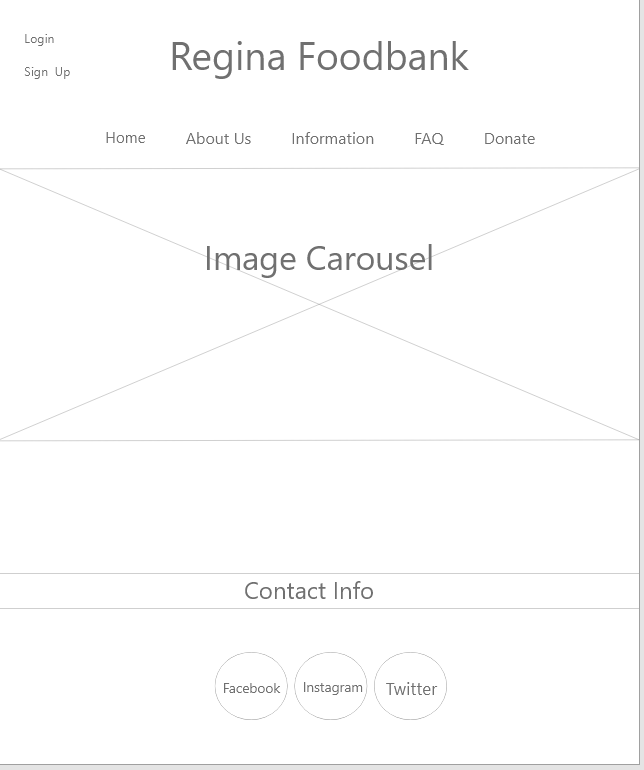 Login
Regina Foodbank
Sign Up
Home About Us Information FAQ Donate
Image Carousel
Contact Info
Facebook Instagram Twitter